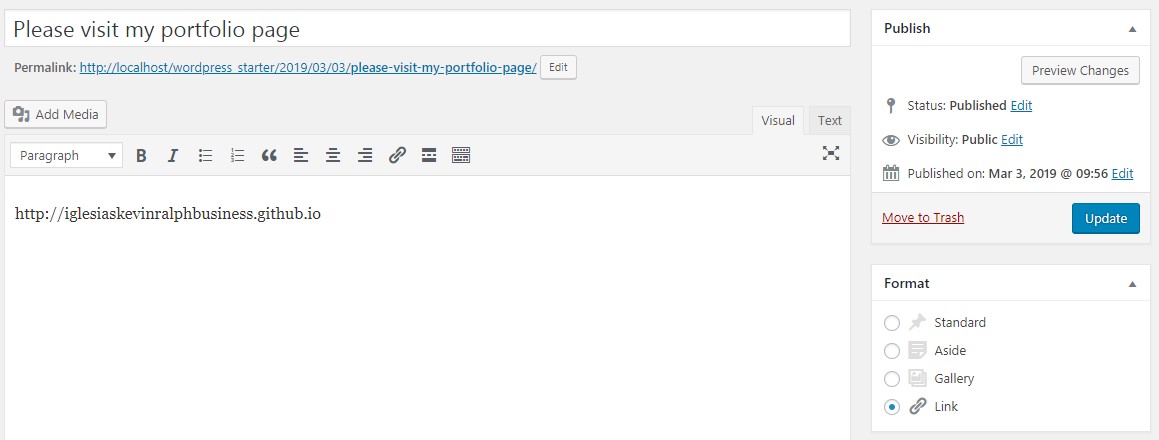 Please visit my portfolio page
Permalink: http://localhost/wordpress_starter/2019/03/03/please-visit-my-portfolio-page/ Edit
Add Media
Visual Text
Paragraph
http://iglesiaskevinralphbusiness.github.io
Publish
Preview Changes
Status: Published Edit
Visibility: Public Edit
Published on: Mar 3, 2019 @ 09:56 Edit
Move to Trash Update
Format
Standard
Aside
Gallery
Link